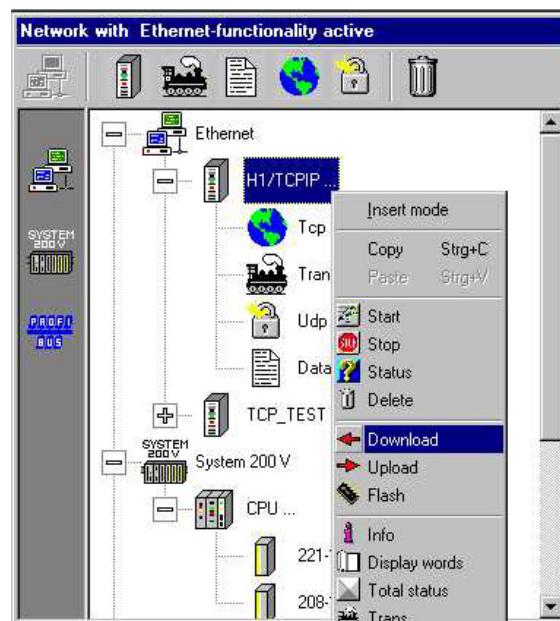 Network with Ethernet-functionality active
Ethernet
H1/TCPIP ...
Insert mode
Tcp
SYSTEM
200 V
Copy Strg+C
Paste Strg+V
Tran
PROFI
BUS
Udp
Start
Stop
Status
Data
Delete
TCP_TEST
Download
SYSTEM
200 V
System 200 V
Upload
Flash
CPU ...
Info
221-
Display words
Total status
208-
Trans